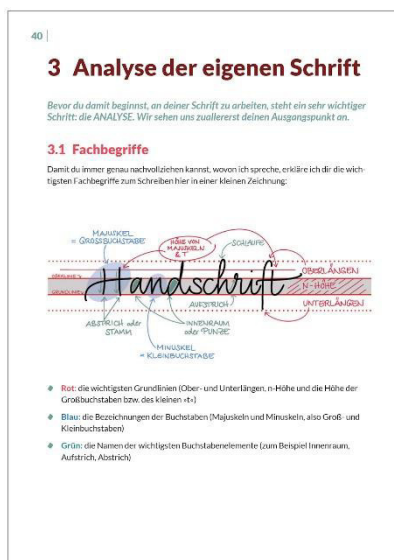 40
3 Analyse der eigenen Schrift
Bevor du damit beginnst, an deiner Schrift zu arbeiten, steht ein sehr wichtiger
Schritt: die ANALYSE. Wir sehen uns zuallererst deinen Ausgangspunkt an.
3.1 Fachbegriffe
Damit du immer genau nachvollziehen kannst, wovon ich spreche, erkläre ich dir die wich-
tigsten Fachbegriffe zum Schreiben hier in einer kleinen Zeichnung:
MAJUSKEL
= GROSSBUCHSTABE
HÖHE VON
MAJUSKELN
& T
SCHLAUFE
OBERLÄNGEN
Handschrift
n-HÖHE
GRUNDLINIE
UNTERLÄNGEN
AUFSTRICH
ABSTRICH ODER
STAMM
INNENRAUM
ODER PUNZE
MINUSKEL
= KLEINBUCHSTABE
Rot: die wichtigsten Grundlinien (Ober- und Unterlängen, n-Höhe und die Höhe der
Großbuchstaben bzw. des kleinen »t«)
Blau: die Bezeichnungen der Buchstaben (Majuskeln und Minuskeln, also Groß- und
Kleinbuchstaben)
Grün: die Namen der wichtigsten Buchstabenelemente (zum Beispiel Innenraum,
Aufstrich, Abstrich)